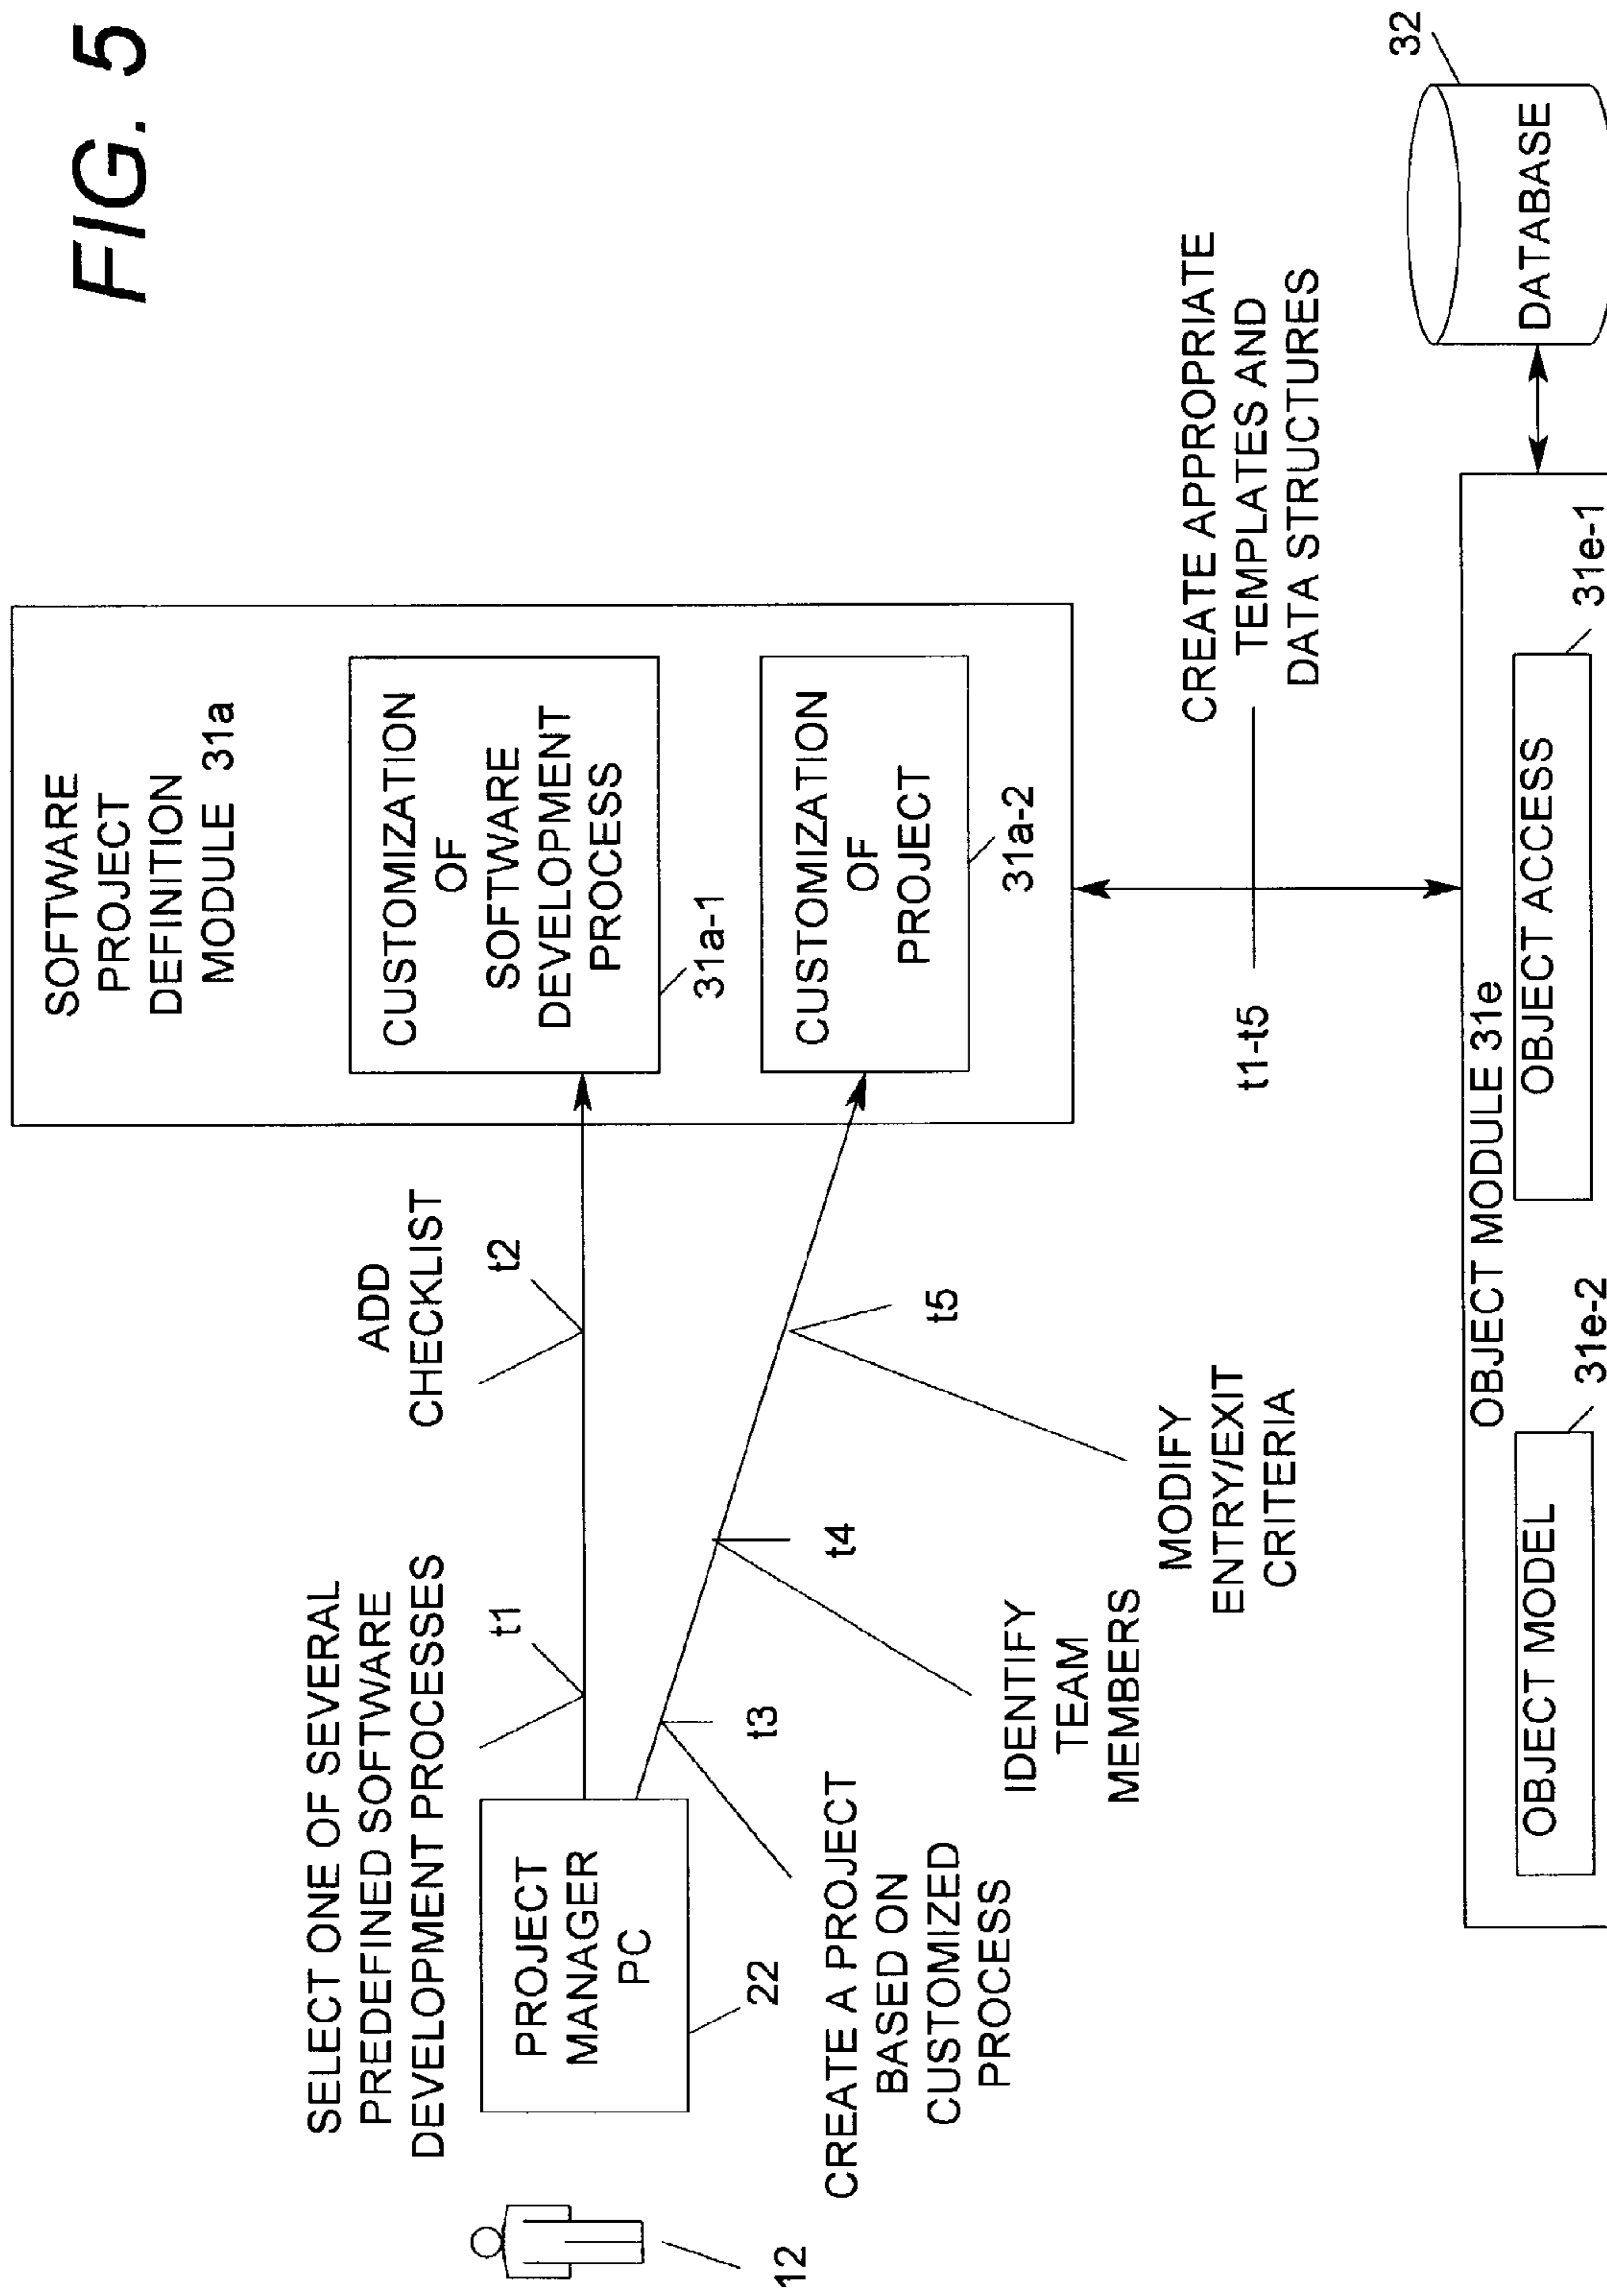 FIG. 5
SOFTWARE
PROJECT
DEFINITION
MODULE 31a
SELECT ONE OF SEVERAL
PREDEFINED SOFTWARE
DEVELOPMENT PROCESSES
t1
ADD
CHECKLIST
t2
CUSTOMIZATION
OF
SOFTWARE
DEVELOPMENT
PROCESS
31a-1
PROJECT
MANAGER
PC
22
12
CREATE A PROJECT
BASED ON
CUSTOMIZED
PROCESS
t3
IDENTIFY
TEAM
MEMBERS
t4
MODIFY
ENTRY/EXIT
CRITERIA
t5
CUSTOMIZATION
OF
PROJECT
31a-2
t1-t5
CREATE APPROPRIATE
TEMPLATES AND
DATA STRUCTURES
OBJECT MODULE 31e
OBJECT MODEL
31e-2
OBJECT ACCESS
31e-1
DATABASE
32